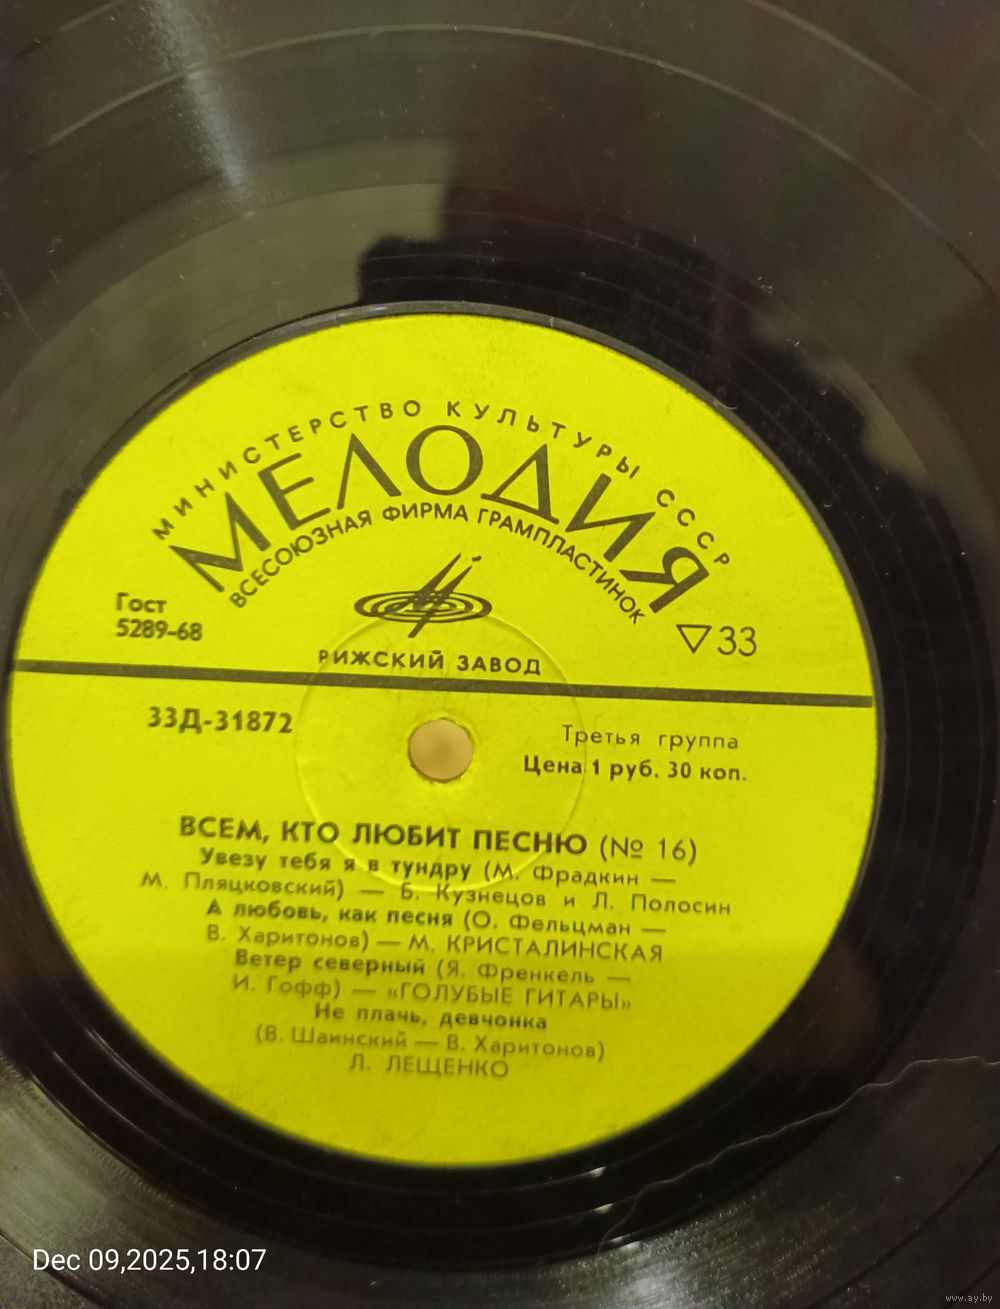 МИНИСТЕРСТВО КУЛЬТУРЫ СССР
МЕЛОДИЯ
ВСЕСОЮЗНАЯ ФИРМА ГРАМПЛАСТИНОК
Гост
5289-68
▽33
РИЖСКИЙ ЗАВОД
33Д-31872
Третья группа
Цена 1 руб. 30 коп.
ВСЕМ, КТО ЛЮБИТ ПЕСНЮ (№ 16)
Увезу тебя я в тундру (М. Фрадкин —
М. Пляцковский) — Б. Кузнецов и Л. Полосин
А любовь, как песня (О. Фельцман —
В. Харитонов) — М. КРИСТАЛИНСКАЯ
Ветер северный (Я. Френкель —
И. Гофф) — «ГОЛУБЫЕ ГИТАРЫ»
Не плачь, девчонка
(В. Шаинский — В. Харитонов)
Л. ЛЕЩЕНКО
Dec 09,2025,18:07
www.ay.by